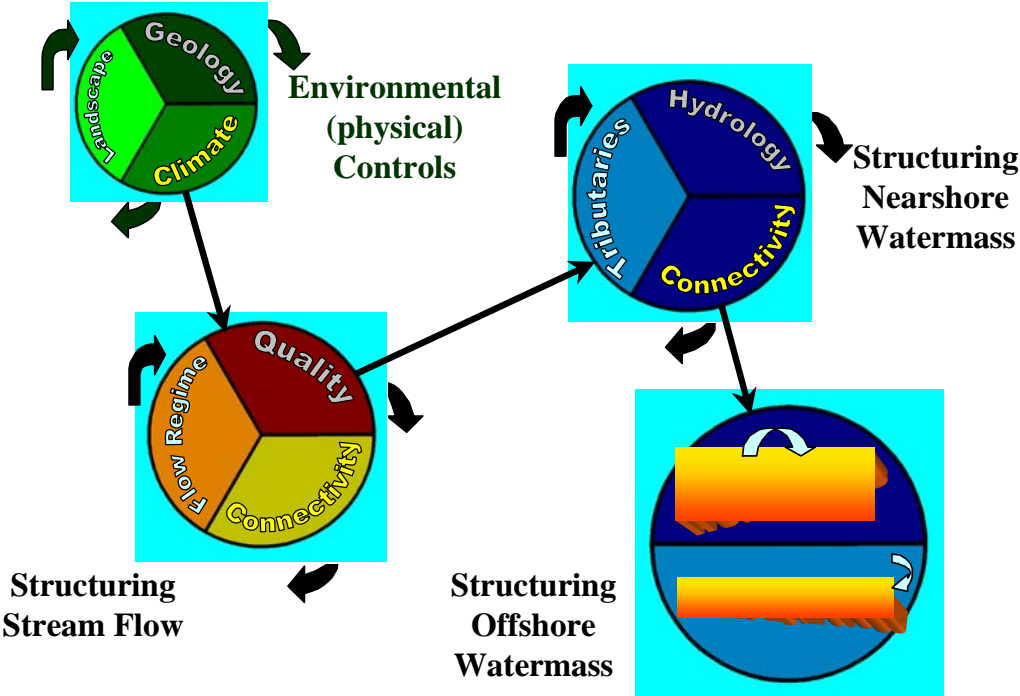 Geology
Landscape
Climate
Environmental
(physical)
Controls
Hydrology
Tributaries
Connectivity
Structuring
Nearshore
Watermass
Quality
Flow Regime
Connectivity
Structuring
Stream Flow
Structuring
Offshore
Watermass